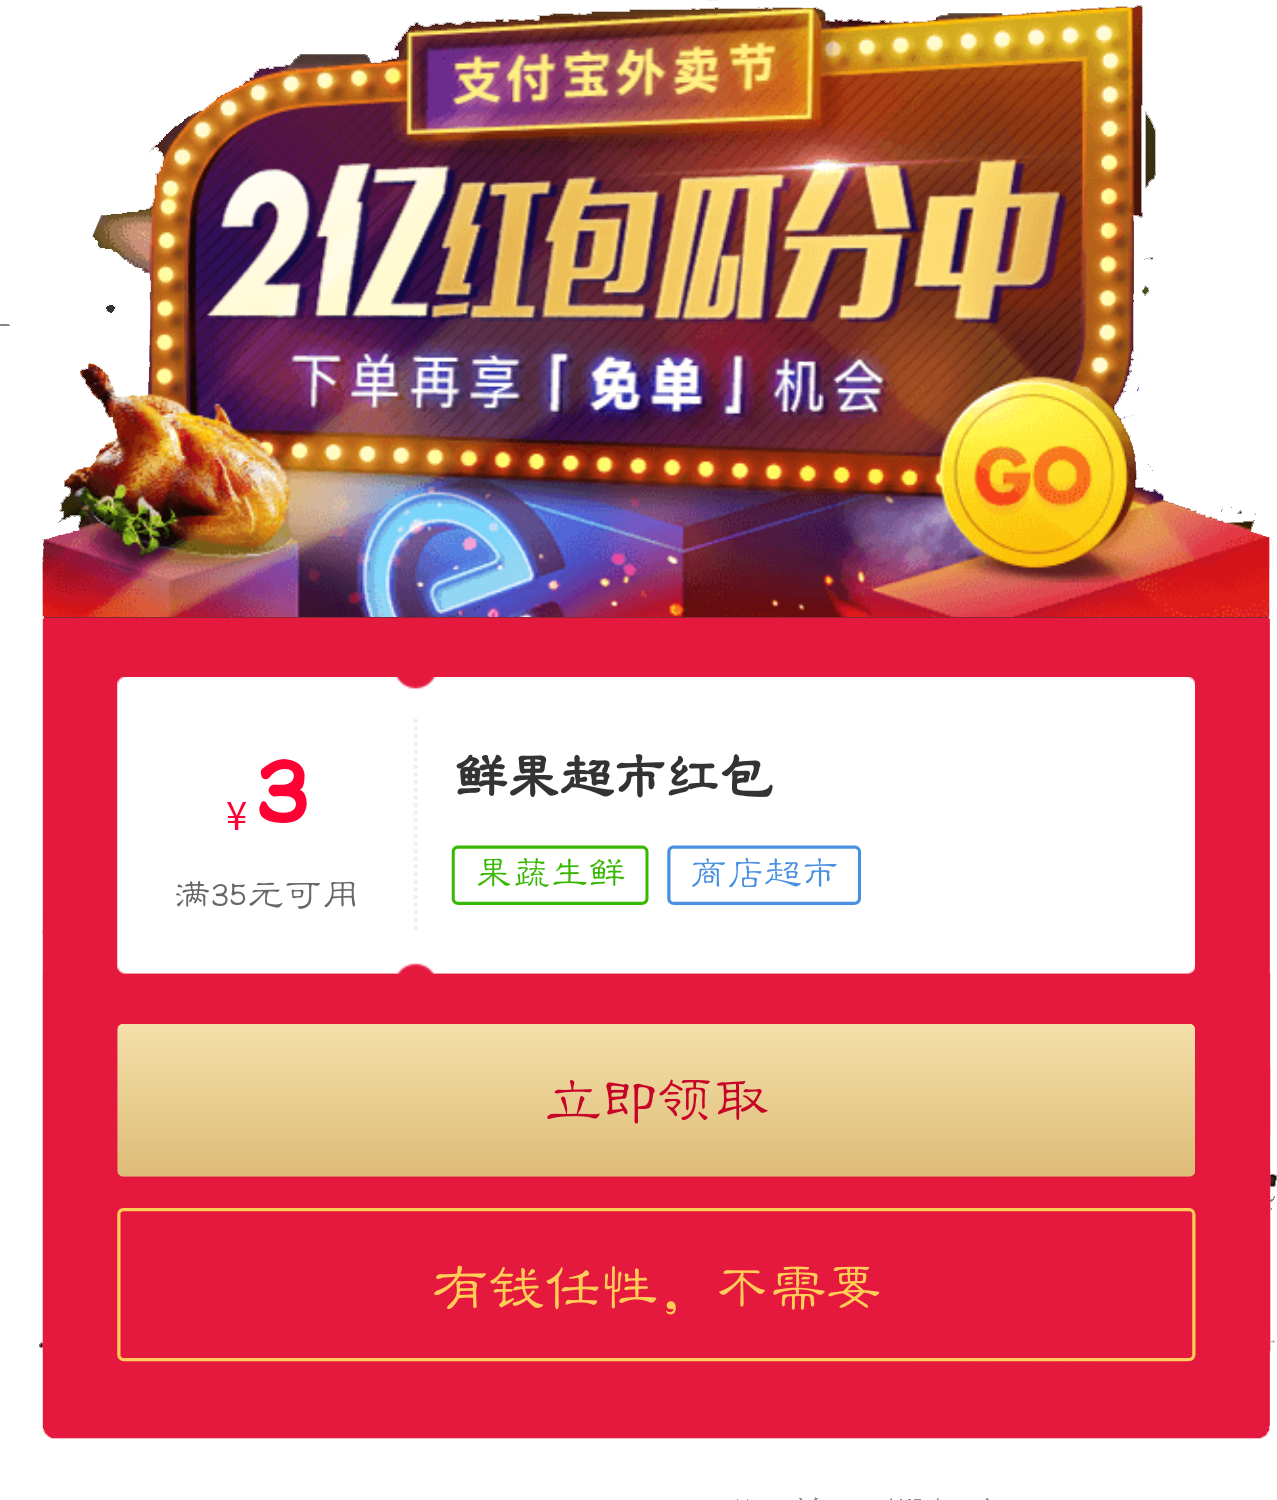 支付宝外卖节
2亿红包瓜分中
下单再享「免单」机会
GO
¥3
满35元可用
鲜果超市红包
果蔬生鲜
商店超市
立即领取
有钱任性，不需要